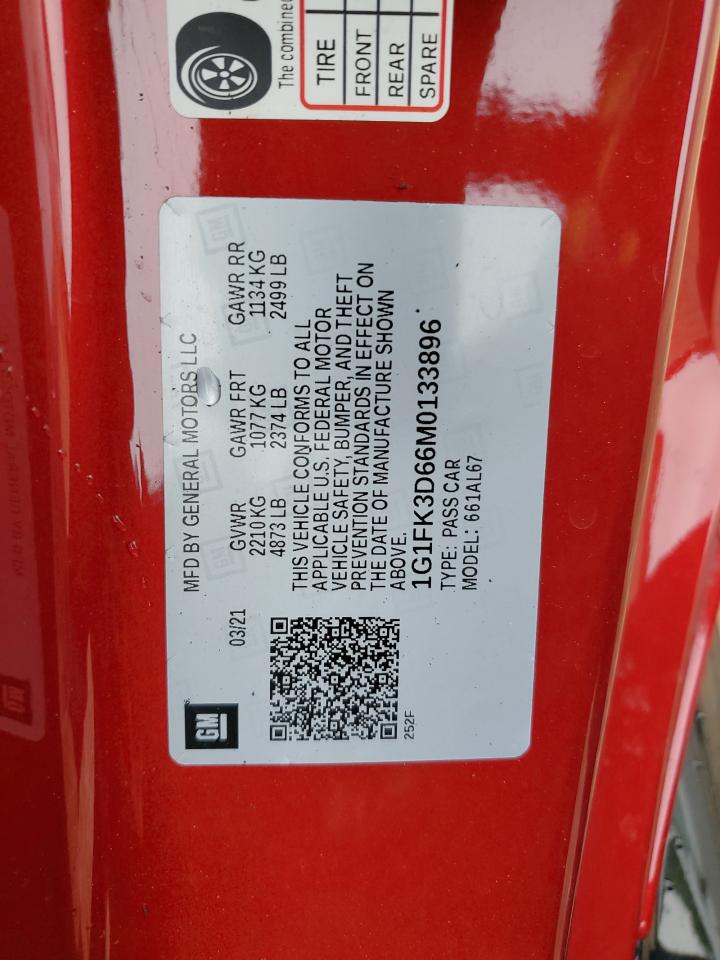 The combined
TIRE
FRONT
REAR
SPARE
MFD BY GENERAL MOTORS LLC
03/21 GVWR GAWR FRT GAWR RR
2210 KG 1077 KG 1134 KG
4873 LB 2374 LB 2499 LB
THIS VEHICLE CONFORMS TO ALL
APPLICABLE U.S. FEDERAL MOTOR
VEHICLE SAFETY, BUMPER, AND THEFT
PREVENTION STANDARDS IN EFFECT ON
THE DATE OF MANUFACTURE SHOWN
ABOVE.
1G1FK3D66M0133896
TYPE: PASS CAR
MODEL: 661AL67
GM
252F